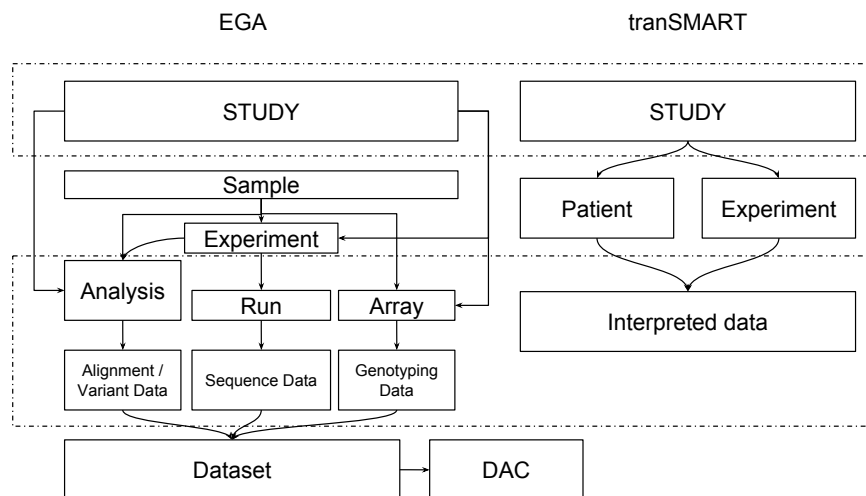 EGA
tranSMART
STUDY
STUDY
Sample
Patient
Experiment
Experiment
Analysis
Run
Array
Interpreted data
Alignment /
Variant Data
Sequence Data
Genotyping
Data
Dataset
DAC